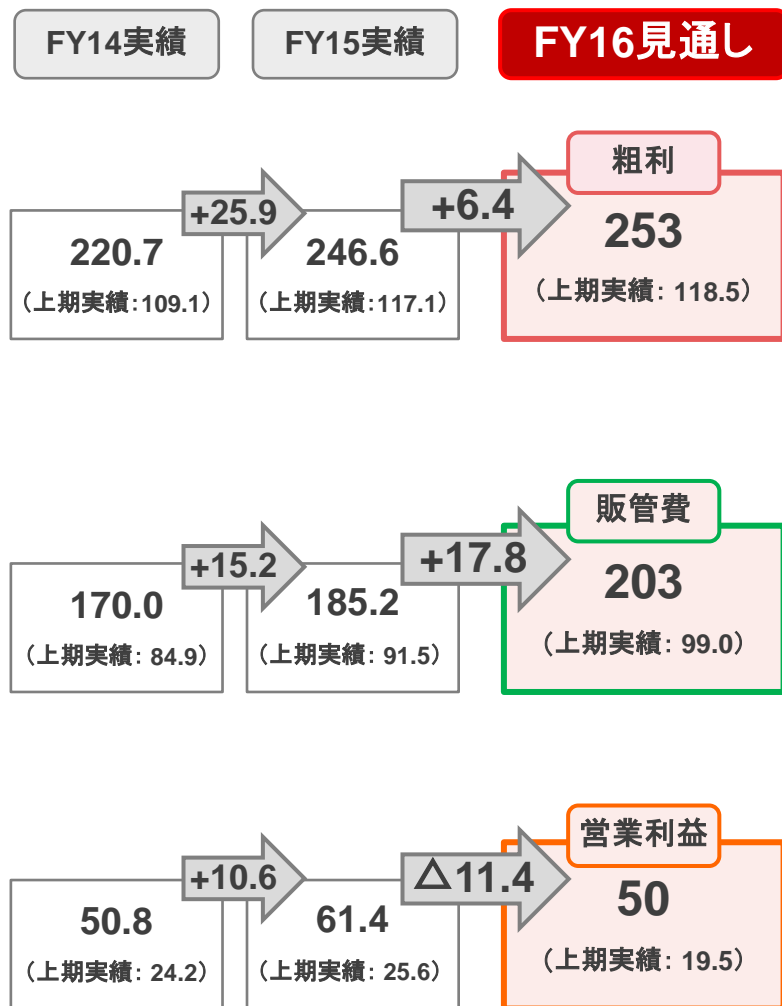 FY14実績
FY15実績
FY16見通し
粗利
+25.9
+6.4
220.7
(上期実績:109.1)
246.6
(上期実績:117.1)
253
(上期実績: 118.5)
販管費
+15.2
+17.8
170.0
(上期実績: 84.9)
185.2
(上期実績: 91.5)
203
(上期実績: 99.0)
営業利益
+10.6
△11.4
50.8
(上期実績: 24.2)
61.4
(上期実績: 25.6)
50
(上期実績: 19.5)